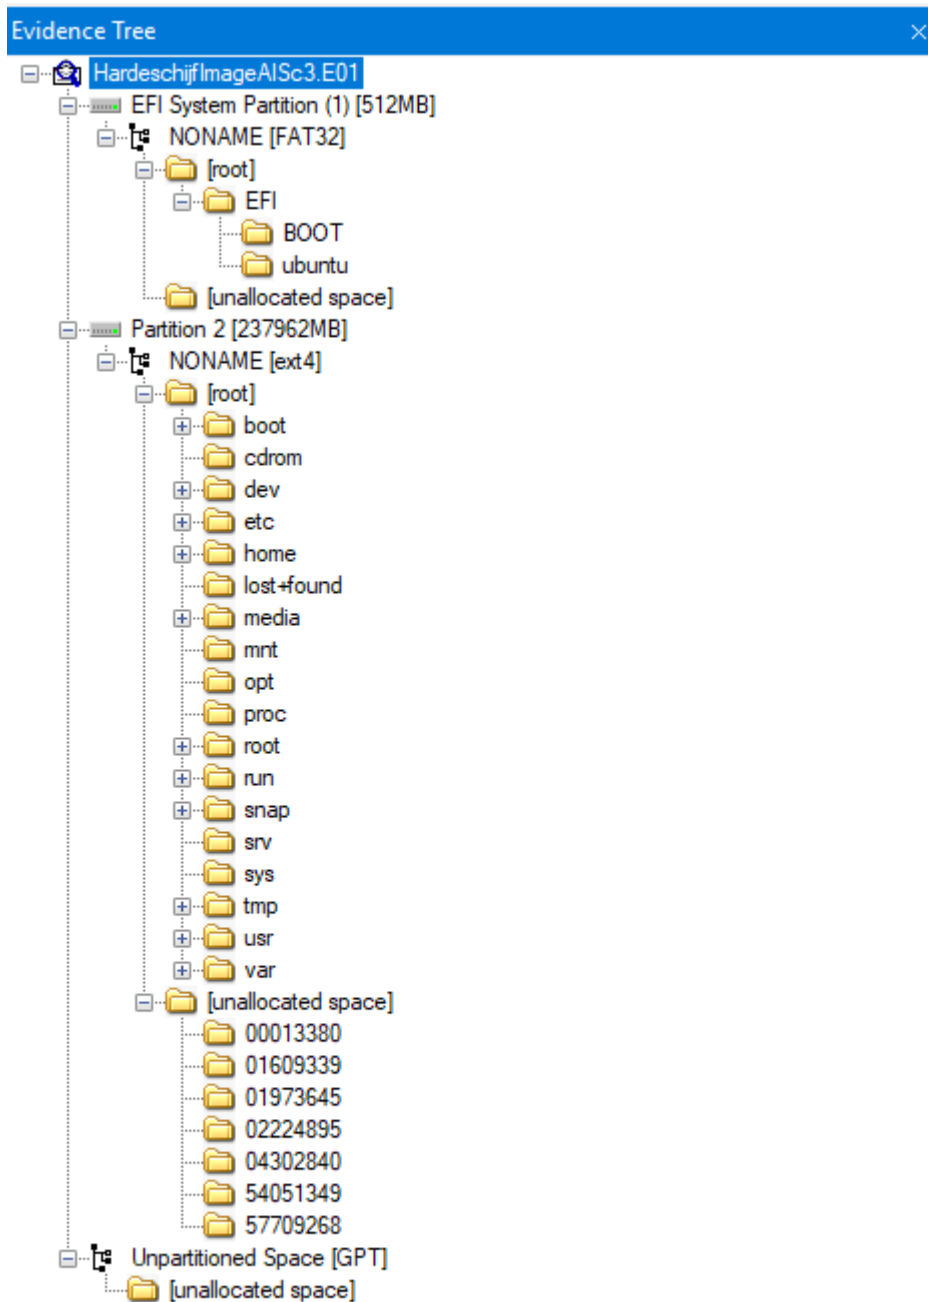 Evidence Tree
HardeschijfImageAISc3.E01
EFI System Partition (1) [512MB]
NONAME [FAT32]
[root]
EFI
BOOT
ubuntu
[unallocated space]
Partition 2 [237962MB]
NONAME [ext4]
[root]
boot
cdrom
dev
etc
home
lost+found
media
mnt
opt
proc
root
run
snap
srv
sys
tmp
usr
var
[unallocated space]
00013380
01609339
01973645
02224895
04302840
54051349
57709268
Unpartitioned Space [GPT]
[unallocated space]